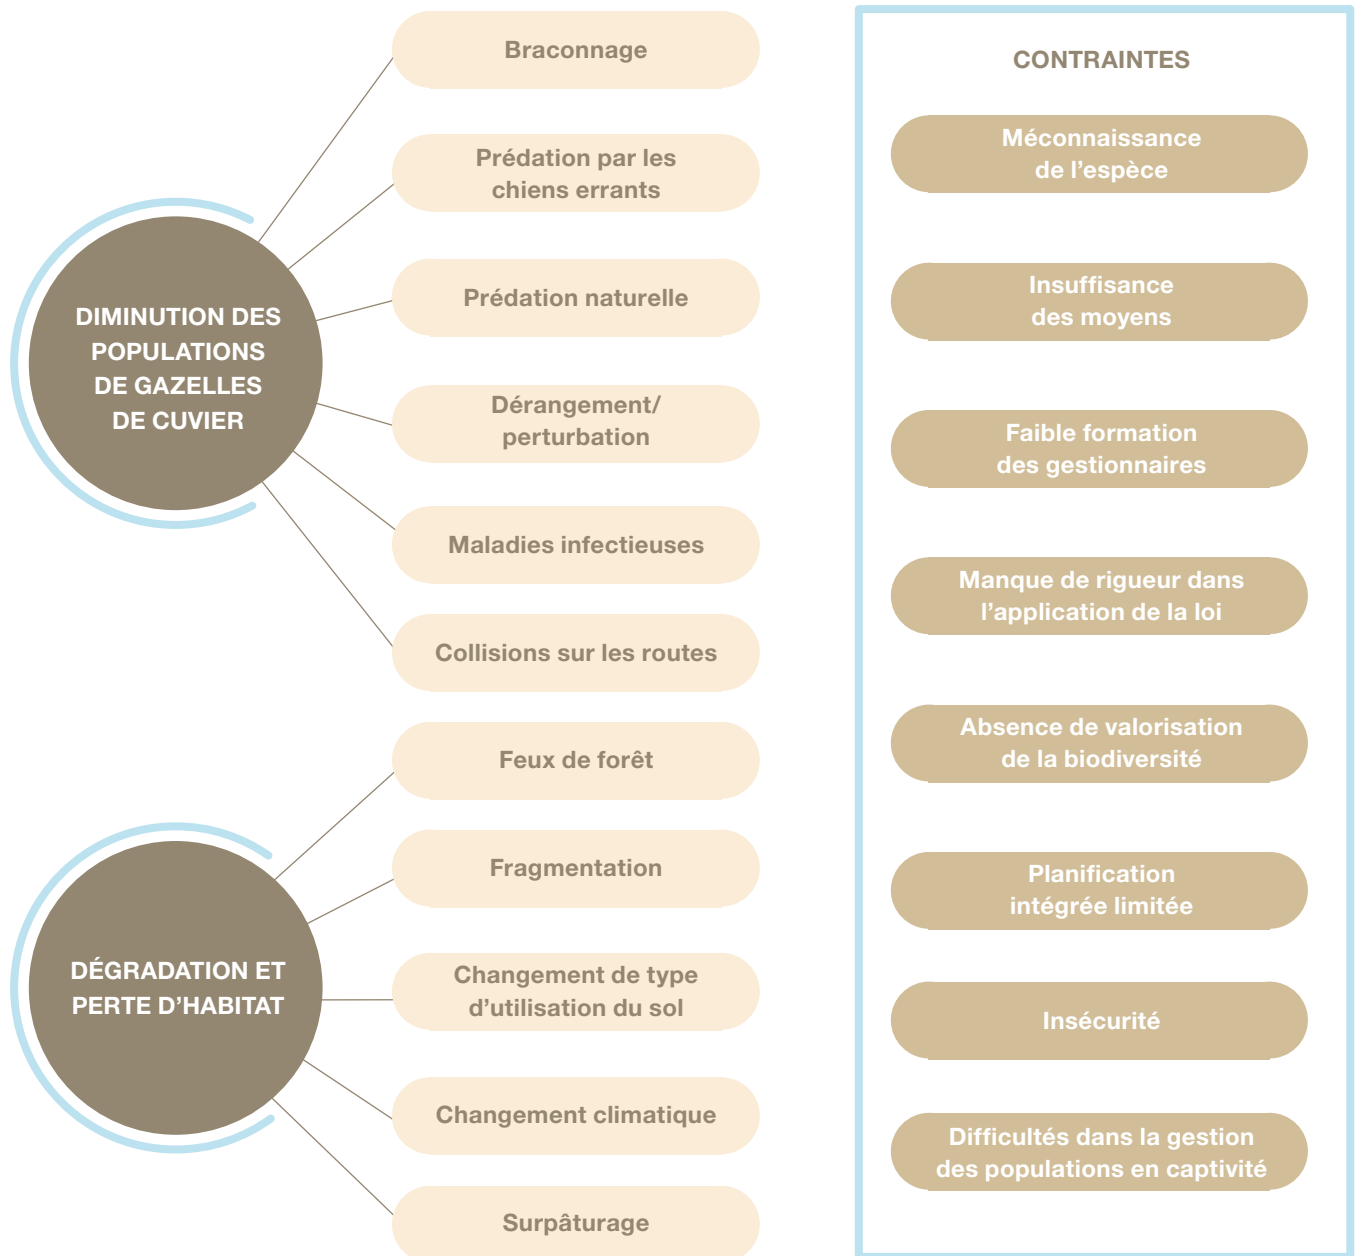 DIMINUTION DES
POPULATIONS
DE GAZELLES
DE CUVIER
Braconnage
Prédation par les
chiens errants
Prédation naturelle
Dérangement/
perturbation
Maladies infectieuses
Collisions sur les routes
DÉGRADATION ET
PERTE D’HABITAT
Feux de forêt
Fragmentation
Changement de type
d’utilisation du sol
Changement climatique
Surpâturage
CONTRAINTES
Méconnaissance
de l’espèce
Insuffisance
des moyens
Faible formation
des gestionnaires
Manque de rigueur dans
l’application de la loi
Absence de valorisation
de la biodiversité
Planification
intégrée limitée
Insécurité
Difficultés dans la gestion
des populations en captivité